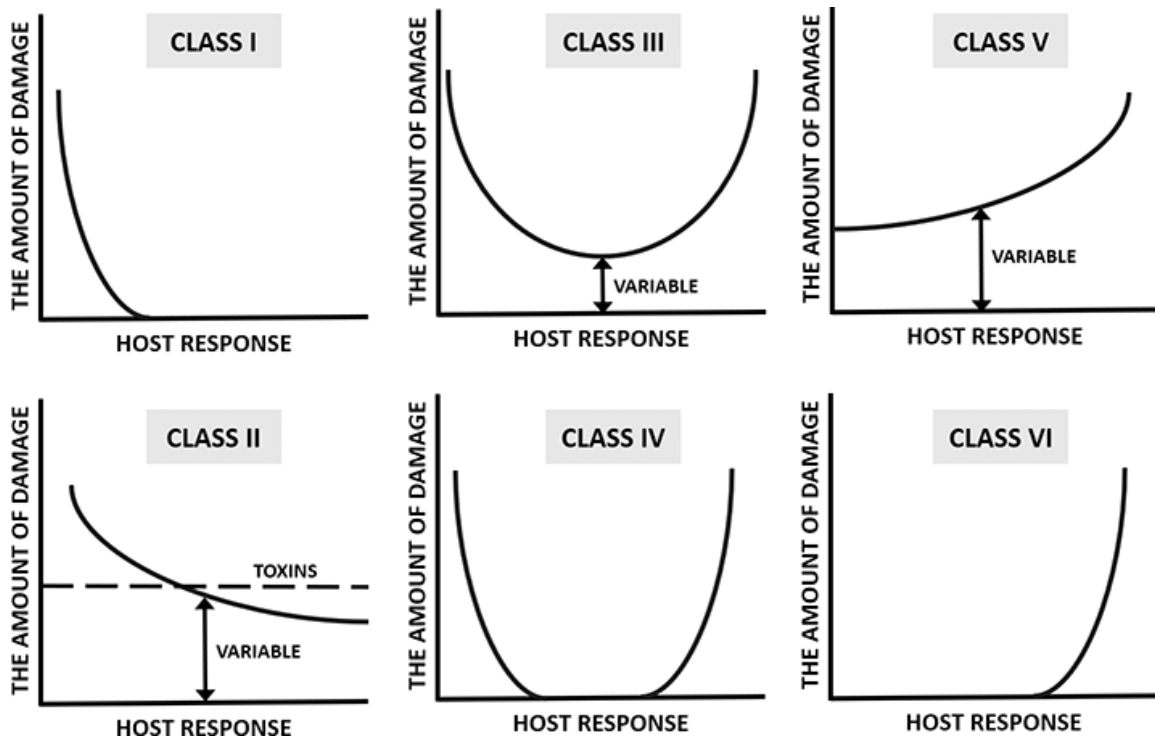 CLASS I
THE AMOUNT OF DAMAGE
HOST RESPONSE
CLASS III
THE AMOUNT OF DAMAGE
VARIABLE
HOST RESPONSE
CLASS V
THE AMOUNT OF DAMAGE
VARIABLE
HOST RESPONSE
CLASS II
THE AMOUNT OF DAMAGE
TOXINS
VARIABLE
HOST RESPONSE
CLASS IV
THE AMOUNT OF DAMAGE
HOST RESPONSE
CLASS VI
THE AMOUNT OF DAMAGE
HOST RESPONSE